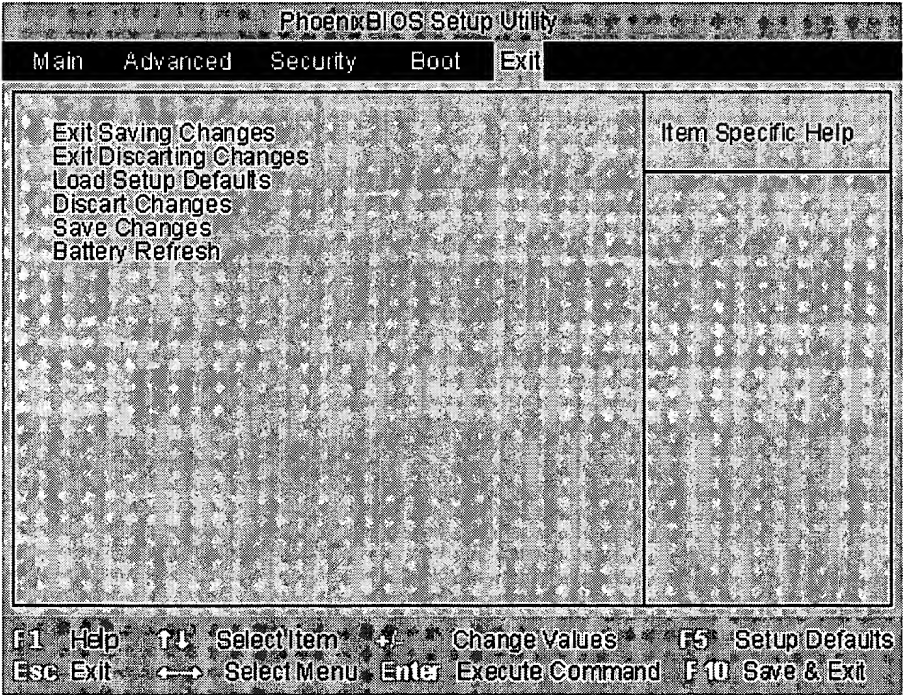 PhoenixBIOS Setup Utility
Main Advanced Security Boot Exit
Exit Saving Changes
Exit Discarting Changes
Load Setup Defaults
Discart Changes
Save Changes
Battery Refresh
Item Specific Help
F1 Help ↑↓ Select Item +/- Change Values F5 Setup Defaults
Esc Exit ←→ Select Menu Enter Execute Command F10 Save & Exit